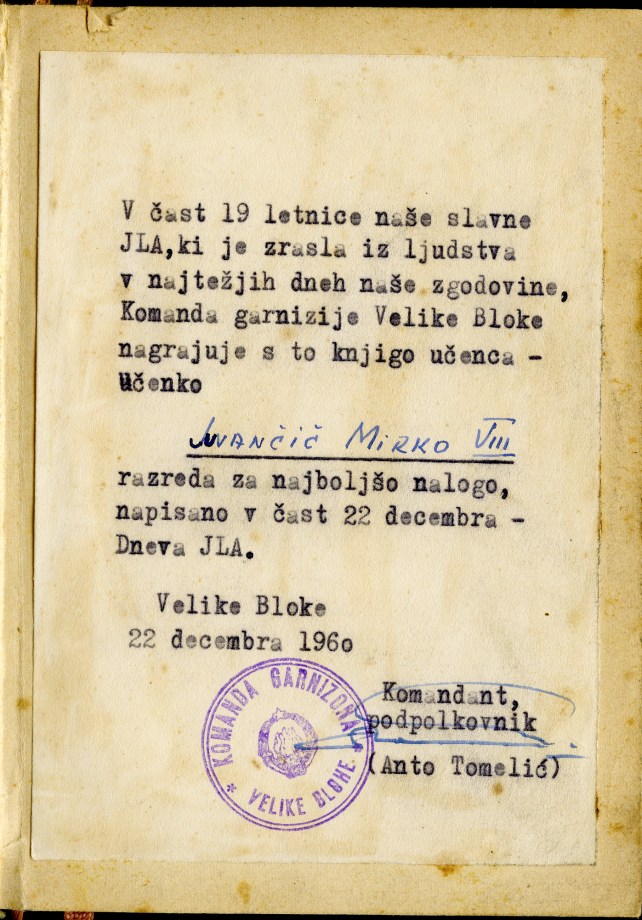 V čast 19 letnice naše slavne
JLA,ki je zrasla iz ljudstva
v najtežjih dneh naše zgodovine,
Komanda garnizije Velike Bloke
nagrajuje s to knjigo učenca -
učenko
Ivančič Mirko VIII
razreda za najboljšo nalogo,
napisano v čast 22 decembra -
Dneva JLA.
Velike Bloke
22 decembra 1960
KOMANDA GARNIZONA
* VELIKE BLOKE *
Komandant,
podpolkovnik
(Anto Tomelić)